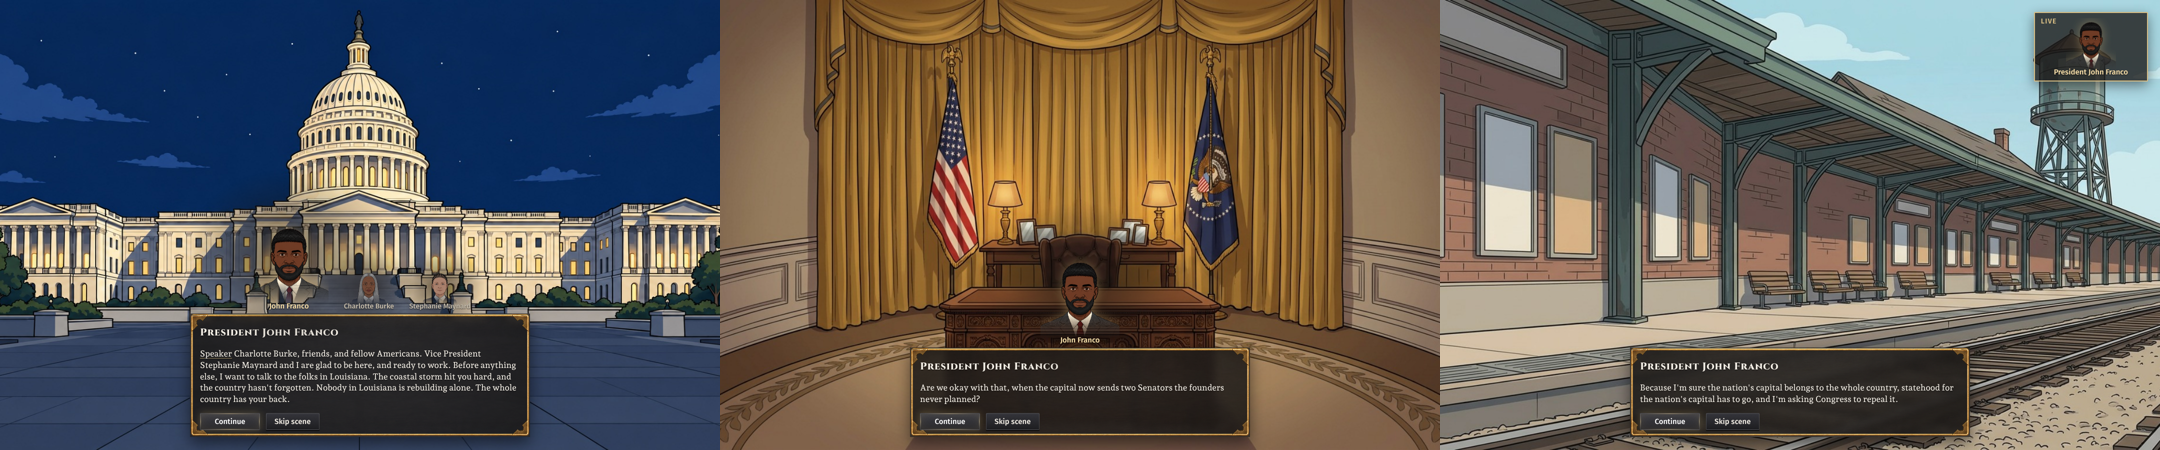 John Franco
Charlotte Burke
Stephanie May
PRESIDENT JOHN FRANCO
Speaker Charlotte Burke, friends, and fellow Americans. Vice President
Stephanie Maynard and I are glad to be here, and ready to work. Before anything
else, I want to talk to the folks in Louisiana. The coastal storm hit you hard, and
the country hasn't forgotten. Nobody in Louisiana is rebuilding alone. The whole
country has your back.
Continue
Skip scene
John Franco
PRESIDENT JOHN FRANCO
Are we okay with that, when the capital now sends two Senators the founders
never planned?
Continue
Skip scene
LIVE
President John Franco
PRESIDENT JOHN FRANCO
Because I'm sure the nation's capital belongs to the whole country, statehood for
the nation's capital has to go, and I'm asking Congress to repeal it.
Continue
Skip scene